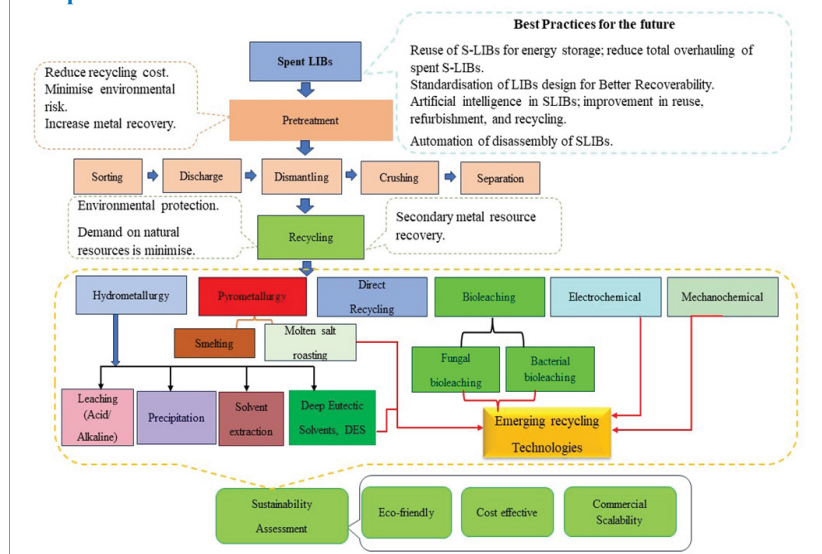 Best Practices for the future
Spent LIBs
Reuse of S-LIBs for energy storage; reduce total overhauling of
spent S-LIBs.
Standardisation of LIBs design for Better Recoverability.
Artificial intelligence in SLIBs; improvement in reuse,
refurbishment, and recycling.
Automation of disassembly of SLIBs.
Reduce recycling cost.
Minimise environmental
risk.
Increase metal recovery.
Pretreatment
Sorting
Discharge
Dismantling
Crushing
Separation
Environmental protection.
Demand on natural
resources is minimise.
Recycling
Secondary metal resource
recovery.
Hydrometallurgy
Pyrometallurgy
Direct
Recycling
Bioleaching
Electrochemical
Mechanochemical
Smelting
Molten salt
roasting
Fungal
bioleaching
Bacterial
bioleaching
Leaching
(Acid/
Alkaline)
Precipitation
Solvent
extraction
Deep Eutectic
Solvents, DES
Emerging recycling
Technologies
Sustainability
Assessment
Eco-friendly
Cost effective
Commercial
Scalability